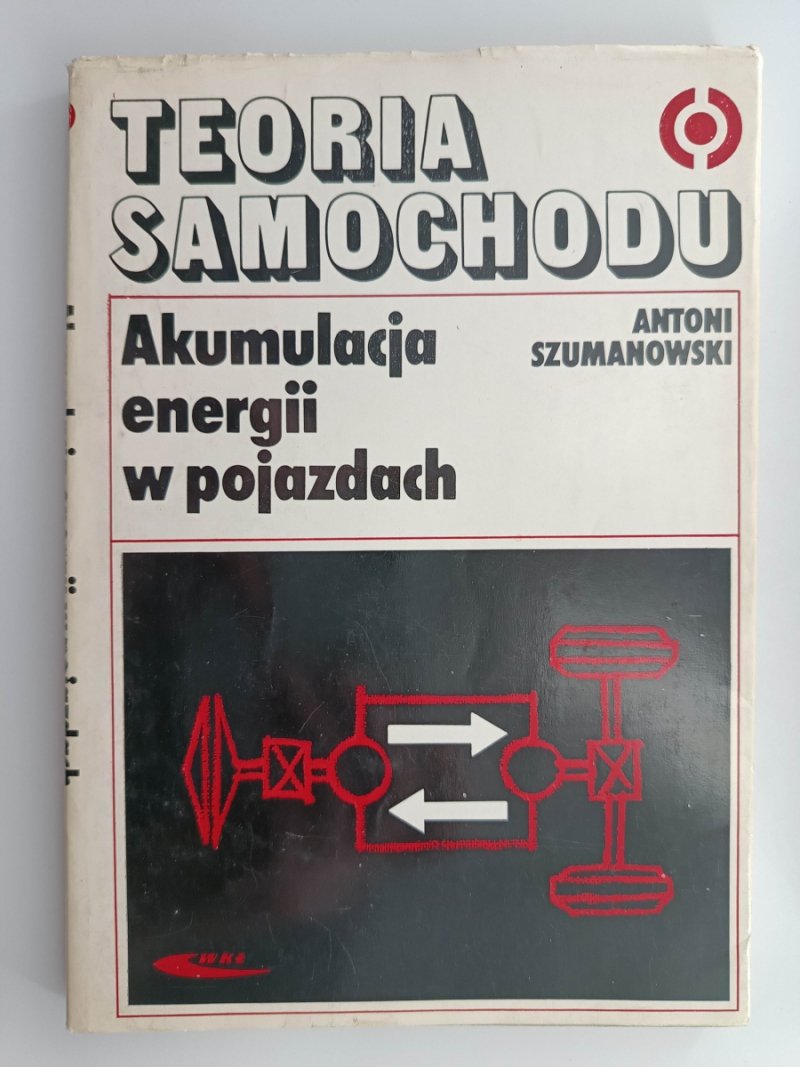 TEORIA
SAMOCHODU
Akumulacja
energii
w pojazdach
ANTONI
SZUMANOWSKI
WKŁ